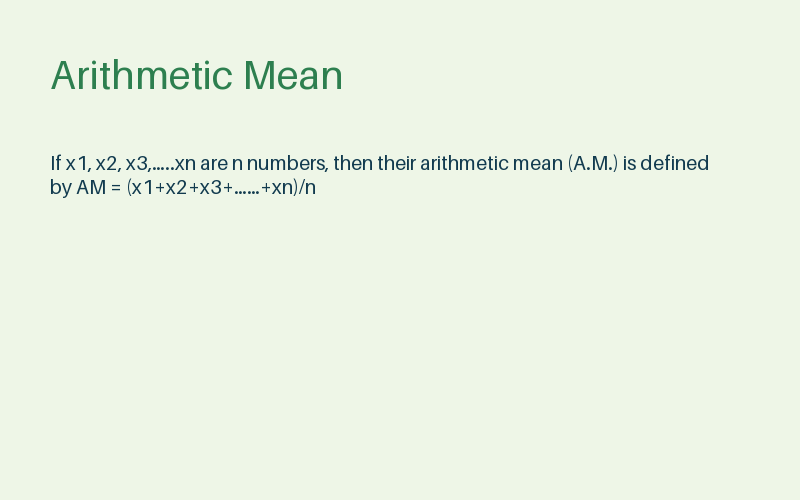 Arithmetic Mean
If x1, x2, x3,.....xn are n numbers, then their arithmetic mean (A.M.) is defined
by AM = (x1+x2+x3+......+xn)/n